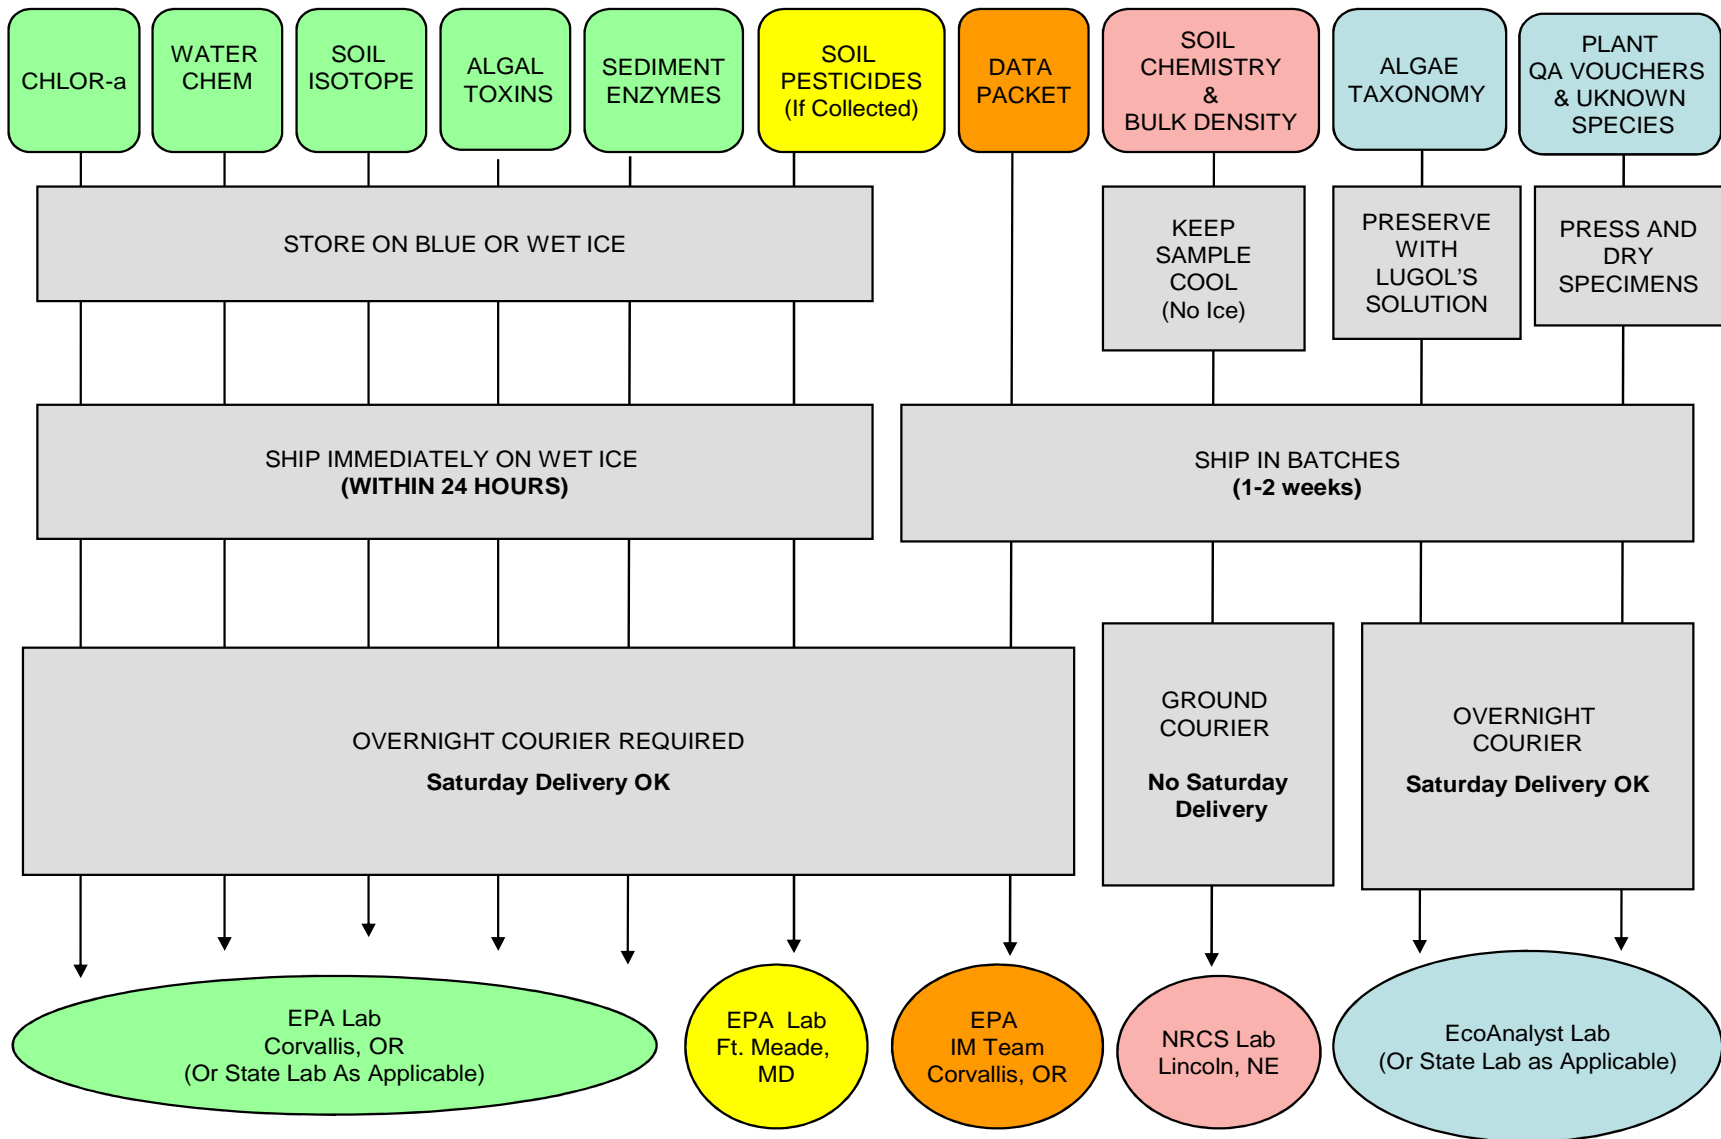 CHLOR-a
WATER
CHEM
SOIL
ISOTOPE
ALGAL
TOXINS
SEDIMENT
ENZYMES
SOIL
PESTICIDES
(If Collected)
DATA
PACKET
SOIL
CHEMISTRY
&
BULK DENSITY
ALGAE
TAXONOMY
PLANT
QA VOUCHERS
& UKNOWN
SPECIES
STORE ON BLUE OR WET ICE
KEEP
SAMPLE
COOL
(No Ice)
PRESERVE
WITH
LUGOL'S
SOLUTION
PRESS AND
DRY
SPECIMENS
SHIP IMMEDIATELY ON WET ICE
(WITHIN 24 HOURS)
SHIP IN BATCHES
(1-2 weeks)
OVERNIGHT COURIER REQUIRED
Saturday Delivery OK
GROUND
COURIER
No Saturday
Delivery
OVERNIGHT
COURIER
Saturday Delivery OK
EPA Lab
Corvallis, OR
(Or State Lab As Applicable)
EPA Lab
Ft. Meade,
MD
EPA
IM Team
Corvallis, OR
NRCS Lab
Lincoln, NE
EcoAnalyst Lab
(Or State Lab as Applicable)